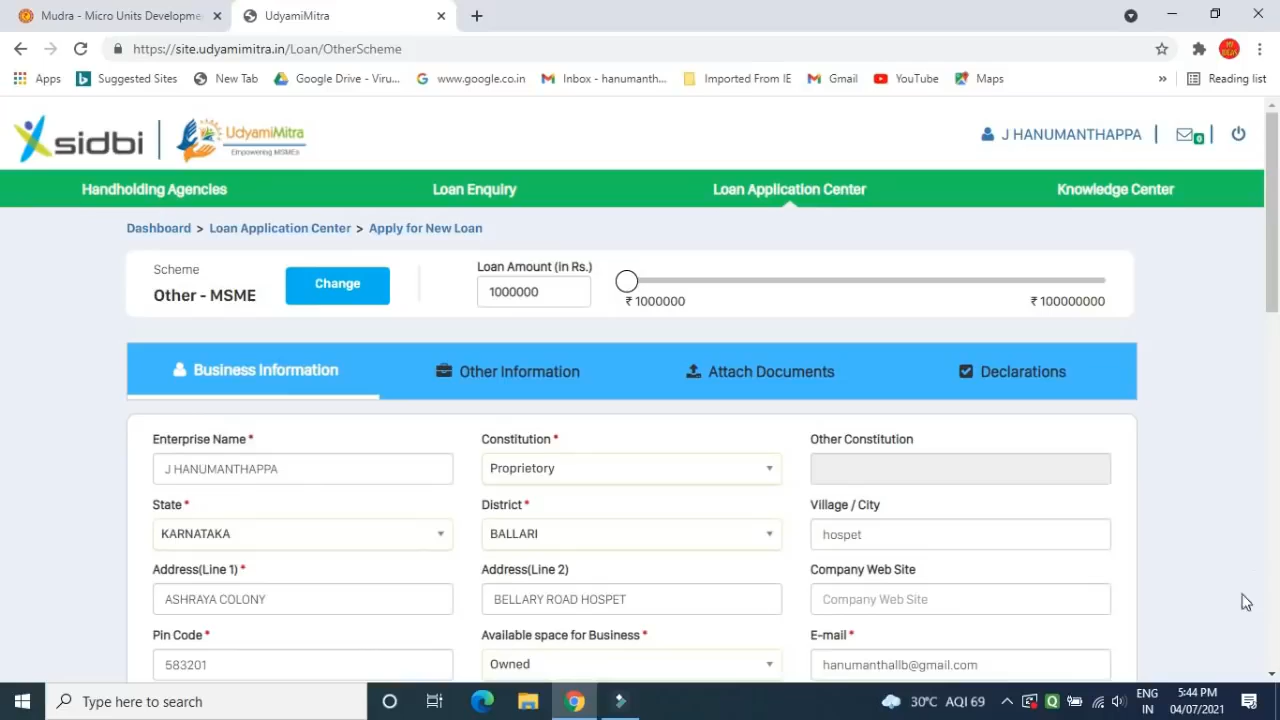 Mudra - Micro Units Developme
UdyamiMitra
https://site.udyamimitra.in/Loan/OtherScheme
Apps Suggested Sites New Tab Google Drive - Viru... www.google.co.in Inbox - hanumanth... Imported From IE Gmail YouTube Maps » Reading list
sidbi UdyamiMitra
Empowering MSMEs
J HANUMANTHAPPA 0
Handholding Agencies Loan Enquiry Loan Application Center Knowledge Center
Dashboard > Loan Application Center > Apply for New Loan
Scheme
Other - MSME
Change
Loan Amount (in Rs.)
1000000
₹ 1000000 ₹ 100000000
Business Information Other Information Attach Documents Declarations
Enterprise Name * Constitution * Other Constitution
J HANUMANTHAPPA Proprietory
State * District * Village / City
KARNATAKA BALLARI hospet
Address(Line 1) * Address(Line 2) Company Web Site
ASHRAYA COLONY BELLARY ROAD HOSPET Company Web Site
Pin Code * Available space for Business * E-mail *
583201 Owned hanumanthallb@gmail.com
Type here to search
30°C AQI 69
ENG
IN
5:44 PM
04/07/2021